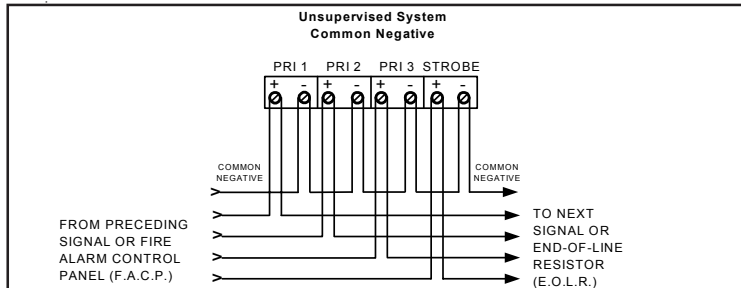 Unsupervised System
Common Negative
PRI 1 PRI 2 PRI 3 STROBE
+ - + - + - + -
COMMON
NEGATIVE
COMMON
NEGATIVE
FROM PRECEDING
SIGNAL OR FIRE
ALARM CONTROL
PANEL (F.A.C.P.)
TO NEXT
SIGNAL OR
END-OF-LINE
RESISTOR
(E.O.L.R.)